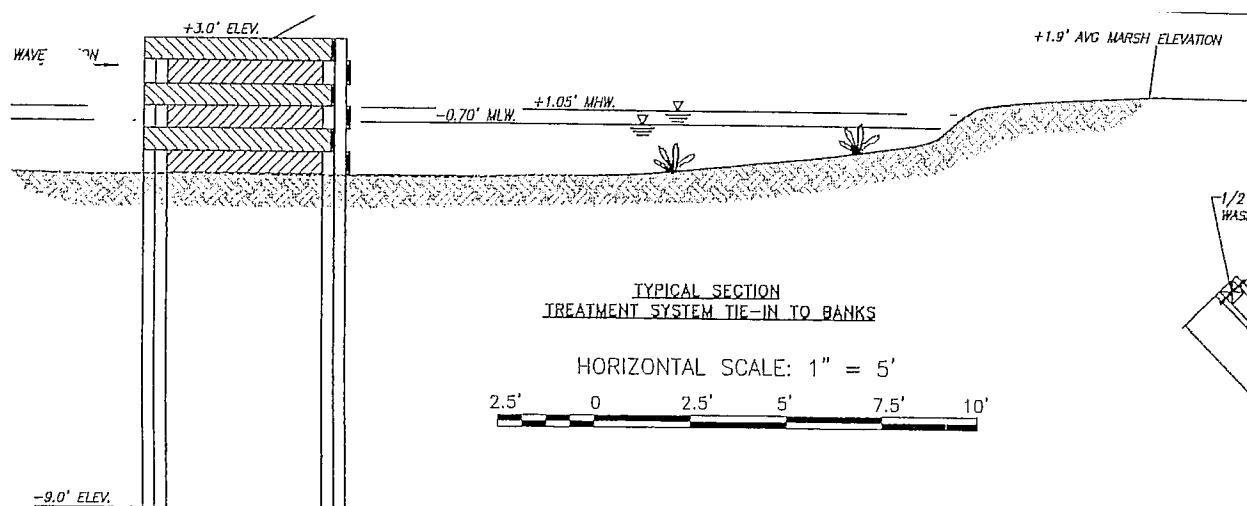 +3.0' ELEV.
WAVE
+1.9' AVG MARSH ELEVATION
+1.05' MHW.
-0.70' MLW.
1/2
TYPICAL SECTION
TREATMENT SYSTEM TIE-IN TO BANKS
HORIZONTAL SCALE: 1" = 5'
2.5' 0 2.5' 5' 7.5' 10'
-9.0' ELEV.